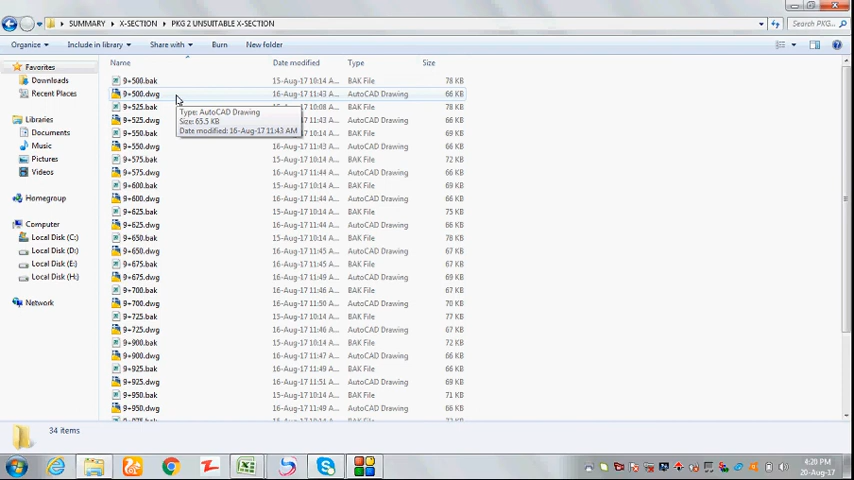 SUMMARY X-SECTION PKG 2 UNSUITABLE X-SECTION Search PKG...
Organize Include in library Share with Burn New folder
Favorites
Downloads
Recent Places
Libraries
Documents
Music
Pictures
Videos
Homegroup
Computer
Local Disk (C:)
Local Disk (D:)
Local Disk (E:)
Local Disk (H:)
Network
Name Date modified Type Size
9+500.bak 15-Aug-17 10:14 A... BAK File 78 KB
9+500.dwg 16-Aug-17 11:43 A... AutoCAD Drawing 66 KB
9+525.bak 15-Aug-17 10:08 A... BAK File 78 KB
9+525.dwg 16-Aug-17 11:43 A... AutoCAD Drawing 66 KB
9+550.bak 15-Aug-17 10:14 A... BAK File 69 KB
9+550.dwg 16-Aug-17 11:43 A... AutoCAD Drawing 66 KB
9+575.bak 15-Aug-17 10:14 A... BAK File 69 KB
9+575.dwg 16-Aug-17 11:44 A... AutoCAD Drawing 66 KB
9+600.bak 15-Aug-17 10:14 A... BAK File 69 KB
9+600.dwg 16-Aug-17 11:44 A... AutoCAD Drawing 66 KB
9+625.bak 15-Aug-17 10:14 A... BAK File 75 KB
9+625.dwg 16-Aug-17 11:44 A... AutoCAD Drawing 66 KB
9+650.bak 15-Aug-17 10:14 A... BAK File 78 KB
9+650.dwg 16-Aug-17 11:45 A... AutoCAD Drawing 67 KB
9+675.bak 16-Aug-17 11:45 A... BAK File 67 KB
9+675.dwg 16-Aug-17 11:49 A... AutoCAD Drawing 69 KB
9+700.bak 16-Aug-17 11:46 A... BAK File 67 KB
9+700.dwg 16-Aug-17 11:50 A... AutoCAD Drawing 70 KB
9+725.bak 15-Aug-17 10:14 A... BAK File 77 KB
9+725.dwg 16-Aug-17 11:46 A... AutoCAD Drawing 67 KB
9+900.bak 15-Aug-17 10:14 A... BAK File 72 KB
9+900.dwg 16-Aug-17 11:47 A... AutoCAD Drawing 66 KB
9+925.bak 16-Aug-17 11:48 A... BAK File 66 KB
9+925.dwg 16-Aug-17 11:51 A... AutoCAD Drawing 69 KB
9+950.bak 15-Aug-17 10:14 A... BAK File 71 KB
9+950.dwg 16-Aug-17 11:49 A... AutoCAD Drawing 67 KB
Type: AutoCAD Drawing
Size: 65.5 KB
Date modified: 16-Aug-17 11:43 AM
34 items
4:20 PM
20-Aug-17